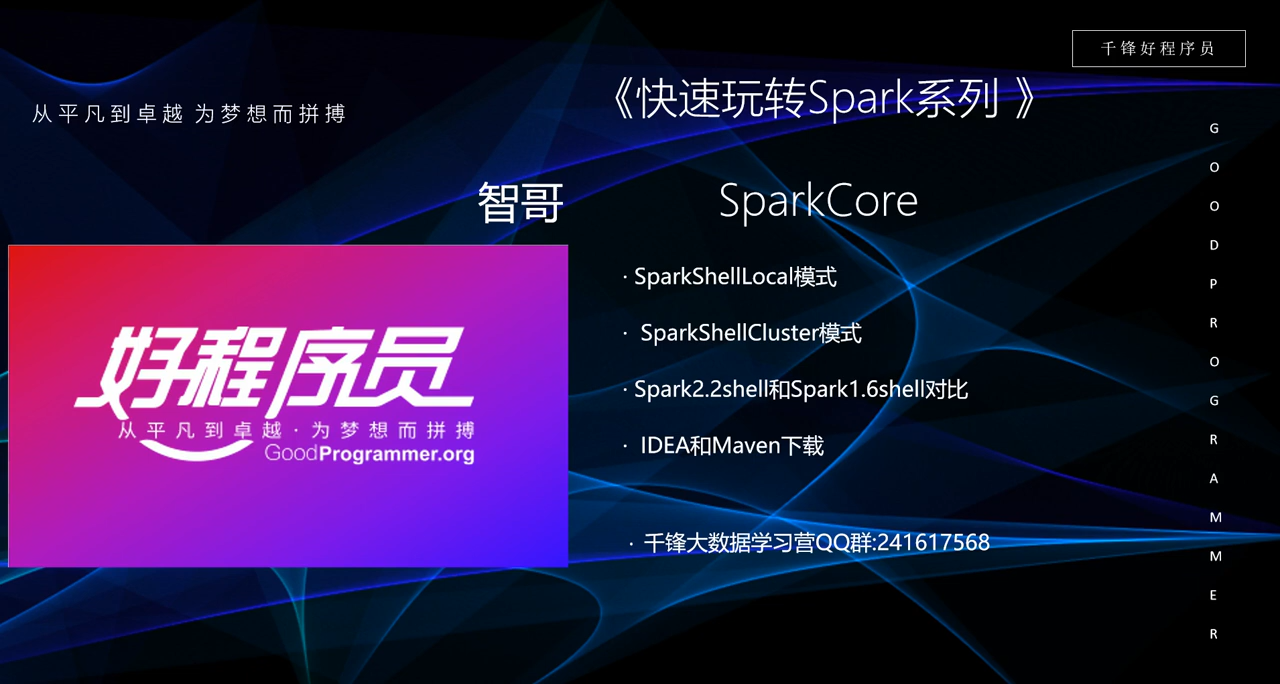 千锋好程序员
《快速玩转Spark系列 》
从平凡到卓越 为梦想而拼搏
智哥
SparkCore
好程序员
从平凡到卓越·为梦想而拼搏
GoodProgrammer.org
· SparkShellLocal模式
· SparkShellCluster模式
· Spark2.2shell和Spark1.6shell对比
· IDEA和Maven下载
· 千锋大数据学习营QQ群:241617568
GOODPROGRAMMER